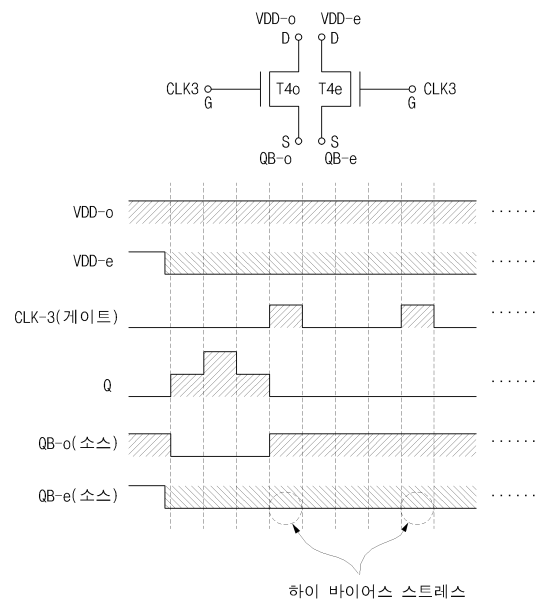 VDD-o VDD-e
D D
CLK3 G T4o T4e G CLK3
S S
QB-o QB-e
VDD-o ······
VDD-e ······
CLK-3(게이트) ······
Q ······
QB-o(소스) ······
QB-e(소스) ······
하이 바이어스 스트레스